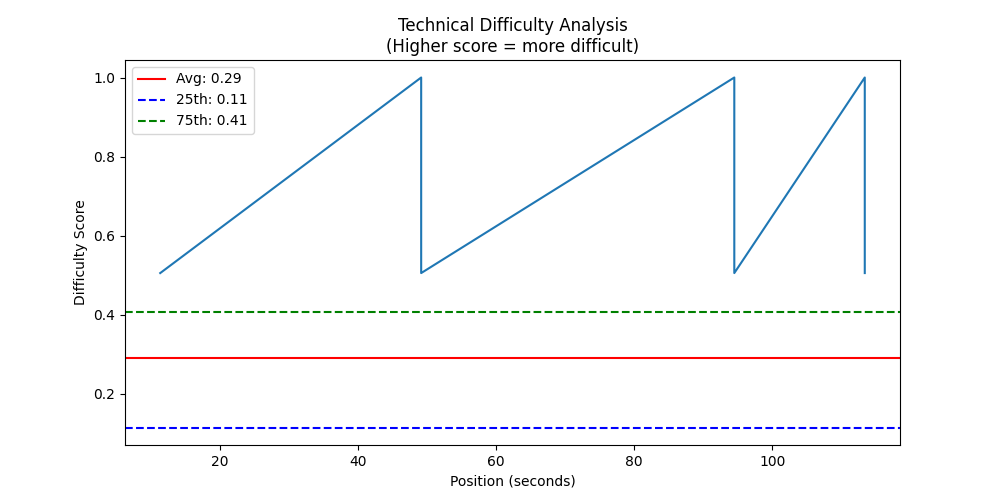 Technical Difficulty Analysis
(Higher score = more difficult)
Avg: 0.29
25th: 0.11
75th: 0.41
Difficulty Score
1.0
0.8
0.6
0.4
0.2
20
40
60
80
100
Position (seconds)